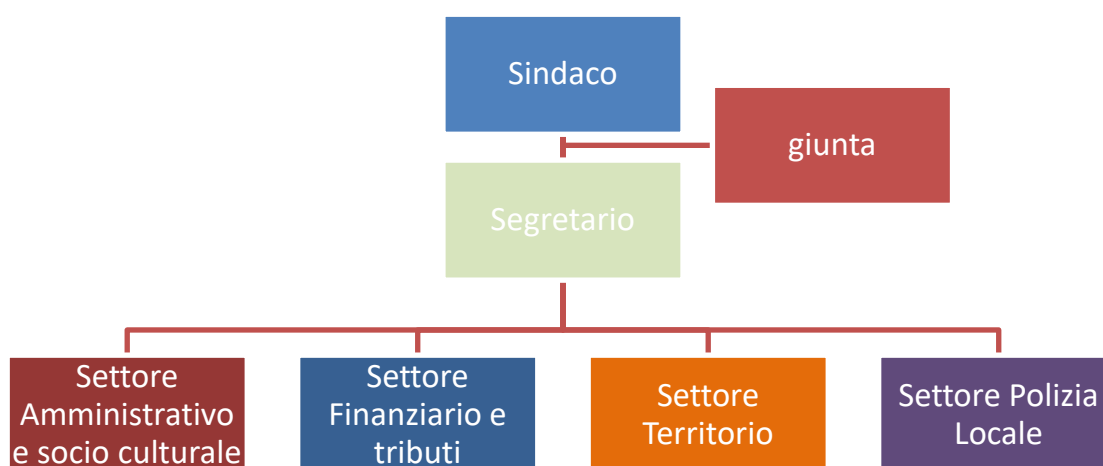 Sindaco
giunta
Segretario
Settore
Amministrativo
e socio culturale
Settore
Finanziario e
tributi
Settore
Territorio
Settore Polizia
Locale